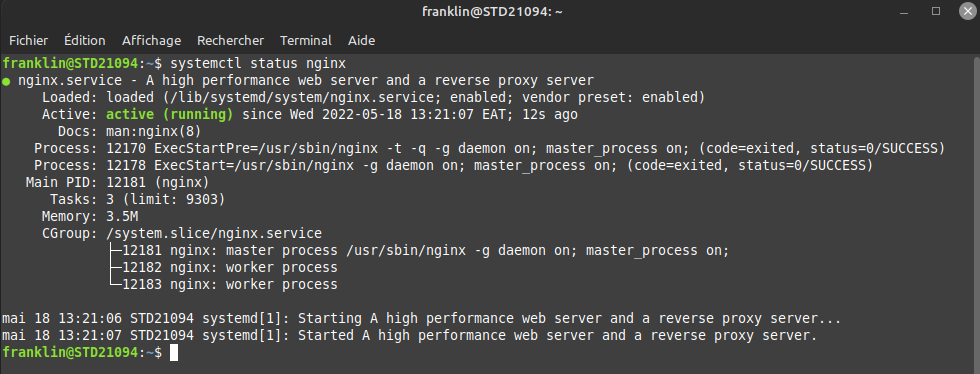 franklin@STD21094: ~
Fichier Édition Affichage Rechercher Terminal Aide
franklin@STD21094:~$ systemctl status nginx
● nginx.service - A high performance web server and a reverse proxy server
     Loaded: loaded (/lib/systemd/system/nginx.service; enabled; vendor preset: enabled)
     Active: active (running) since Wed 2022-05-18 13:21:07 EAT; 12s ago
       Docs: man:nginx(8)
    Process: 12170 ExecStartPre=/usr/sbin/nginx -t -q -g daemon on; master_process on; (code=exited, status=0/SUCCESS)
    Process: 12178 ExecStart=/usr/sbin/nginx -g daemon on; master_process on; (code=exited, status=0/SUCCESS)
   Main PID: 12181 (nginx)
      Tasks: 3 (limit: 9303)
     Memory: 3.5M
     CGroup: /system.slice/nginx.service
             ├─12181 nginx: master process /usr/sbin/nginx -g daemon on; master_process on;
             ├─12182 nginx: worker process
             └─12183 nginx: worker process
mai 18 13:21:06 STD21094 systemd[1]: Starting A high performance web server and a reverse proxy server...
mai 18 13:21:07 STD21094 systemd[1]: Started A high performance web server and a reverse proxy server.
franklin@STD21094:~$